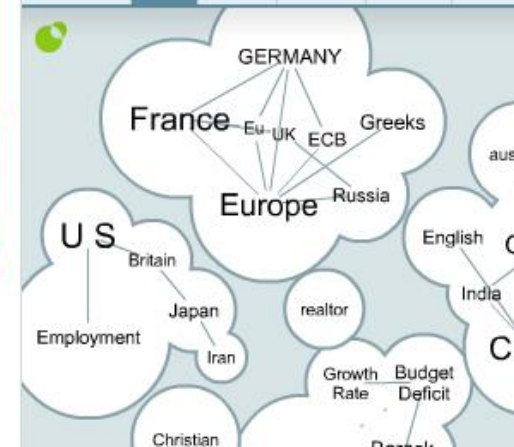 GERMANY
France
Eu
UK
ECB
Greeks
Europe
Russia
U S
Britain
Japan
Iran
Employment
realtor
English
India
Growth
Rate
Budget
Deficit
Christian